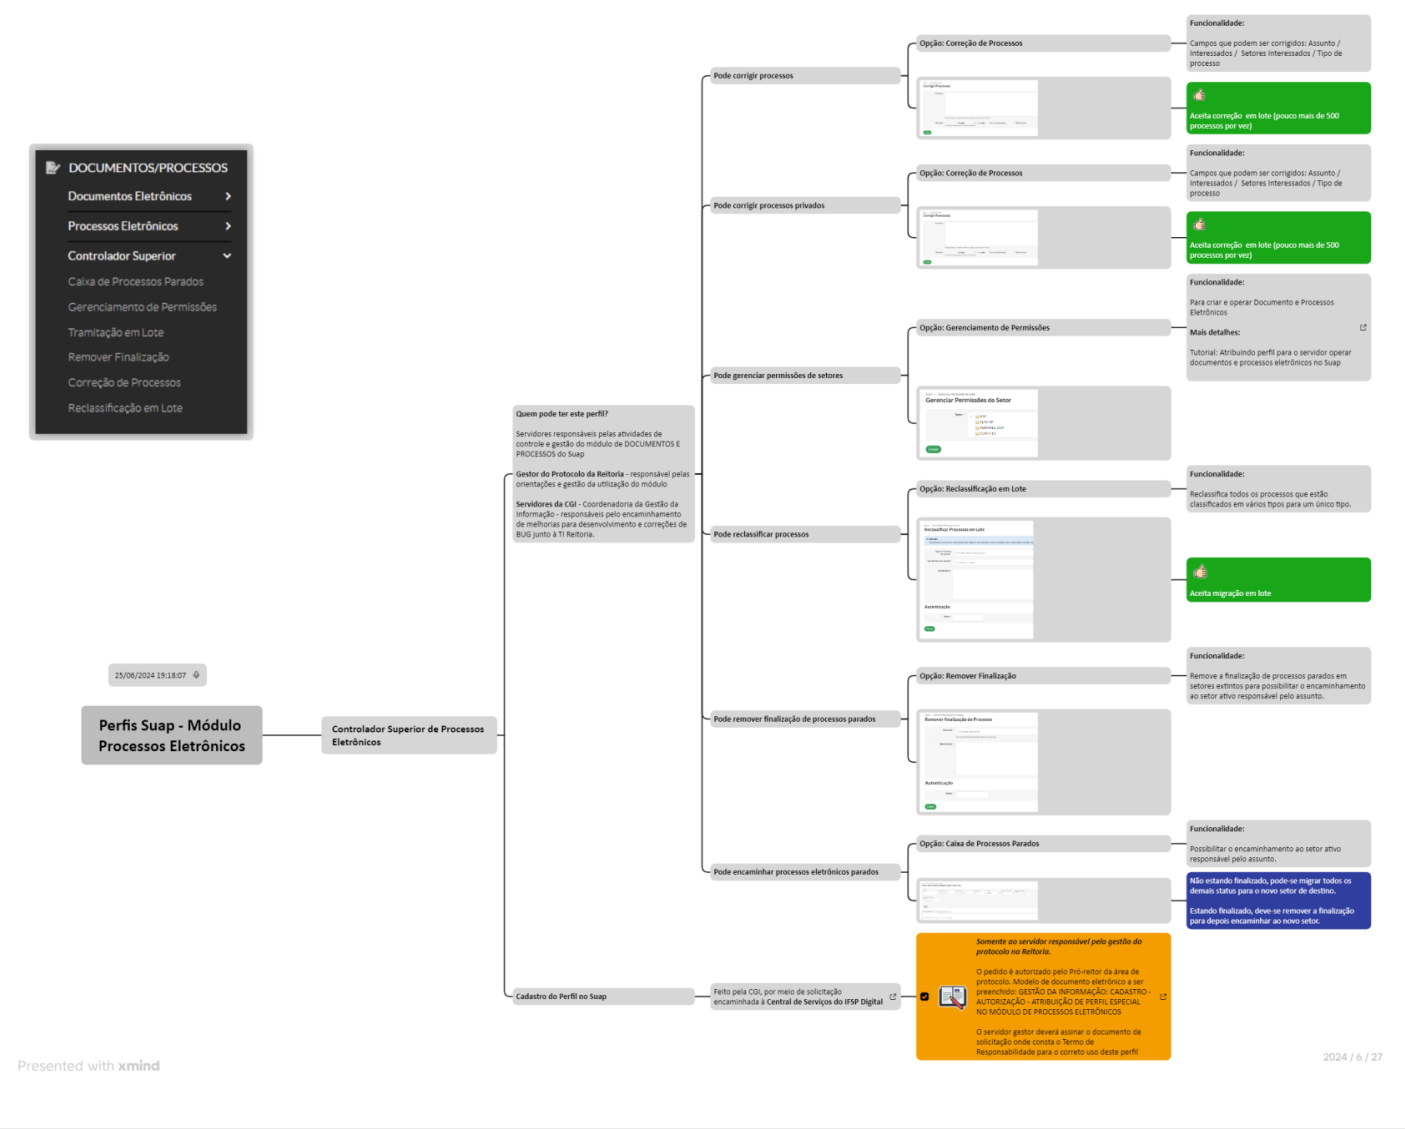 DOCUMENTOS/PROCESSOS
Documentos Eletrônicos
Processos Eletrônicos
Controlador Superior
Caixa de Processos Parados
Gerenciamento de Permissões
Tramitação em Lote
Remover Finalização
Correção de Processos
Reclassificação em Lote
25/06/2024 19:18:07
Perfis Suap - Módulo
Processos Eletrônicos
Controlador Superior de Processos
Eletrônicos
Quem pode ter este perfil?
Servidores responsáveis pelas atividades de
controle e gestão do módulo de DOCUMENTOS E
PROCESSOS do Suap
Gestor do Protocolo da Reitoria - responsável pelas
orientações e gestão da utilização do módulo
Servidores da CGI - Coordenadoria da Gestão da
Informação - responsáveis pelo encaminhamento
de melhorias para desenvolvimento e correções de
BUG junto à TI Reitoria.
Pode corrigir processos
Opção: Correção de Processos
Funcionalidade:
Campos que podem ser corrigidos: Assunto /
Interessados / Setores Interessados / Tipo de
processo
Corrigir Processos
Aceita correção em lote (pouco mais de 500
processos por vez)
Pode corrigir processos privados
Opção: Correção de Processos
Funcionalidade:
Campos que podem ser corrigidos: Assunto /
Interessados / Setores Interessados / Tipo de
processo
Corrigir Processos
Aceita correção em lote (pouco mais de 500
processos por vez)
Pode gerenciar permissões de setores
Opção: Gerenciamento de Permissões
Funcionalidade:
Para criar e operar Documento e Processos
Eletrônicos
Mais detalhes:
Tutorial: Atribuindo perfil para o servidor operar
documentos e processos eletrônicos no Suap
Gerenciar Permissões do Setor
Pode reclassificar processos
Opção: Reclassificação em Lote
Funcionalidade:
Reclassifica todos os processos que estão
classificados em vários tipos para um único tipo.
Reclassificar Processos em Lote
Autenticação
Aceita migração em lote
Pode remover finalização de processos parados
Opção: Remover Finalização
Funcionalidade:
Remove a finalização de processos parados em
setores extintos para possibilitar o encaminhamento
ao setor ativo responsável pelo assunto.
Remover Finalização de Processo
Autenticação
Pode encaminhar processos eletrônicos parados
Opção: Caixa de Processos Parados
Funcionalidade:
Possibilitar o encaminhamento ao setor ativo
responsável pelo assunto.
Não estando finalizado, pode-se migrar todos os
demais status para o novo setor de destino.
Estando finalizado, deve-se remover a finalização
para depois encaminhar ao novo setor.
Cadastro do Perfil no Suap
Feito pela CGI, por meio de solicitação
encaminhada à Central de Serviços do IFSP Digital
Somente ao servidor responsável pela gestão do
protocolo na Reitoria.
O pedido é autorizado pelo Pró-reitor da área de
protocolo. Modelo de documento eletrônico a ser
preenchido: GESTÃO DA INFORMAÇÃO: CADASTRO -
AUTORIZAÇÃO - ATRIBUIÇÃO DE PERFIL ESPECIAL
NO MÓDULO DE PROCESSOS ELETRÔNICOS
O servidor gestor deverá assinar o documento de
solicitação onde consta o Termo de
Responsabilidade para o correto uso deste perfil
Presented with xmind
2024 / 6 / 27